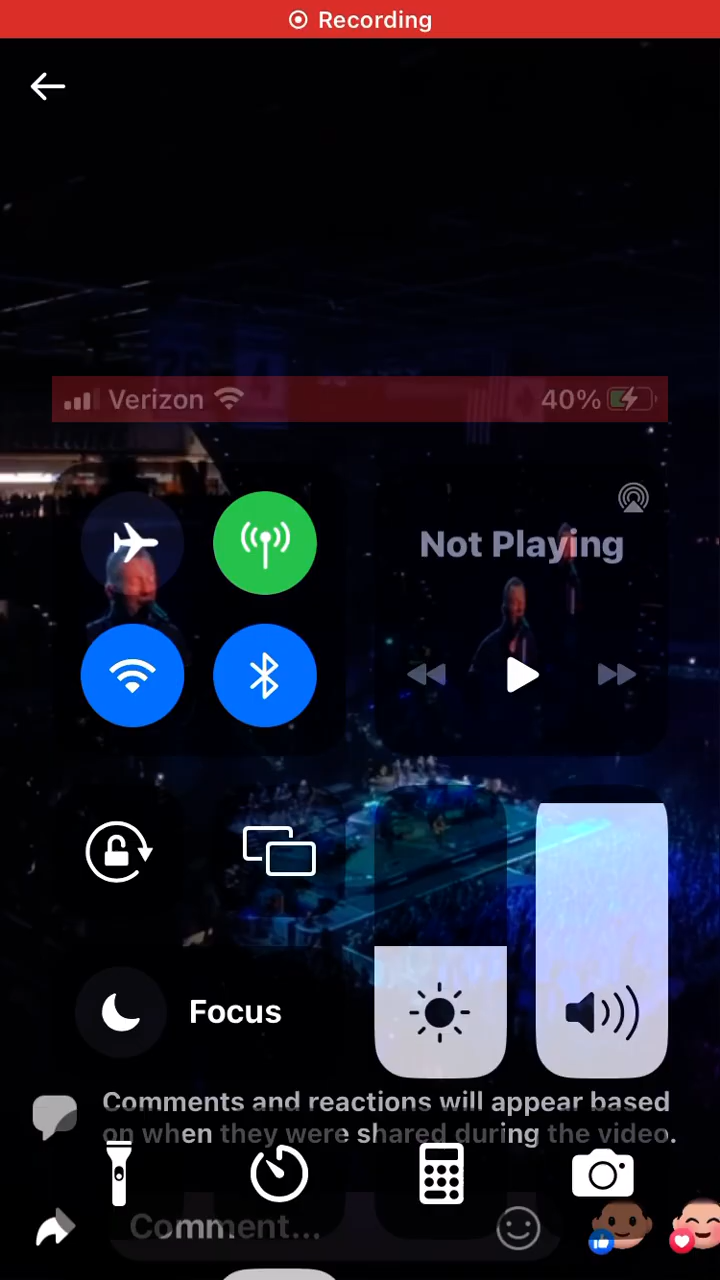 Recording
Verizon
40%
Not Playing
Focus
Comments and reactions will appear based
on when they were shared during the video.
Comment...